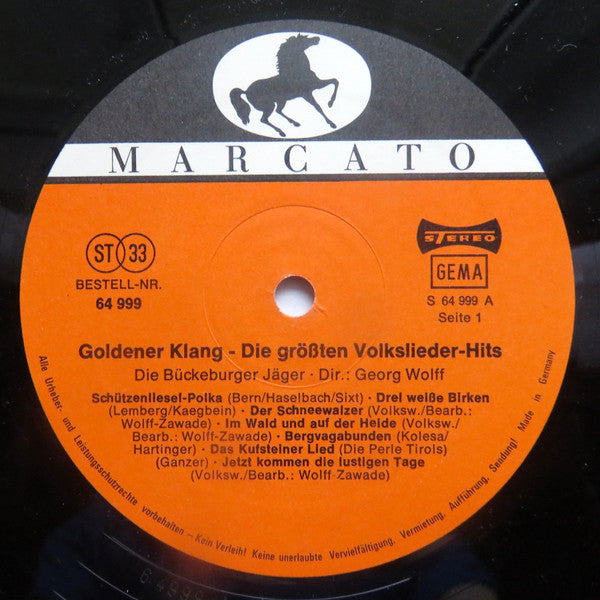 MARCATO
ST 33
BESTELL-NR.
64 999
STEREO
GEMA
S 64 999 A
Seite 1
Goldener Klang - Die größten Volkslieder-Hits
Die Bückeburger Jäger · Dir.: Georg Wolff
Schützenliesel-Polka (Bern/Haselbach/Sixt) · Drei weiße Birken
(Lemberg/Kaegbein) · Der Schneewalzer (Volksw./Bearb.:
Wolff-Zawade) · Im Wald und auf der Heide (Volksw./
Bearb.: Wolff-Zawade) · Bergvagabunden (Kolesa/
Hartinger) · Das Kufsteiner Lied (Die Perle Tirols)
(Ganzer) · Jetzt kommen die lustigen Tage
(Volksw./Bearb.: Wolff Zawade)
Alle Urheber- und Leistungsschutzrechte vorbehalten - Kein Verleih! Keine unerlaubte Vervielfältigung, Vermietung, Aufführung, Sendung! Made in Germany